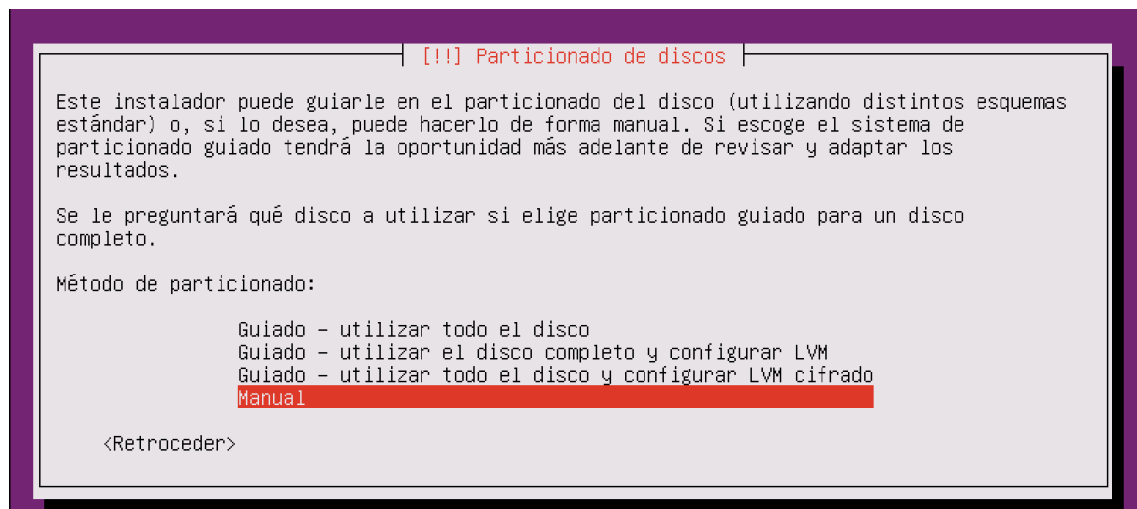 [!!] Particionado de discos
Este instalador puede guiarle en el particionado del disco (utilizando distintos esquemas
estándar) o, si lo desea, puede hacerlo de forma manual. Si escoge el sistema de
particionado guiado tendrá la oportunidad más adelante de revisar y adaptar los
resultados.
Se le preguntará qué disco a utilizar si elige particionado guiado para un disco
completo.
Método de particionado:
Guiado - utilizar todo el disco
Guiado - utilizar el disco completo y configurar LVM
Guiado - utilizar todo el disco y configurar LVM cifrado
Manual
<Retroceder>